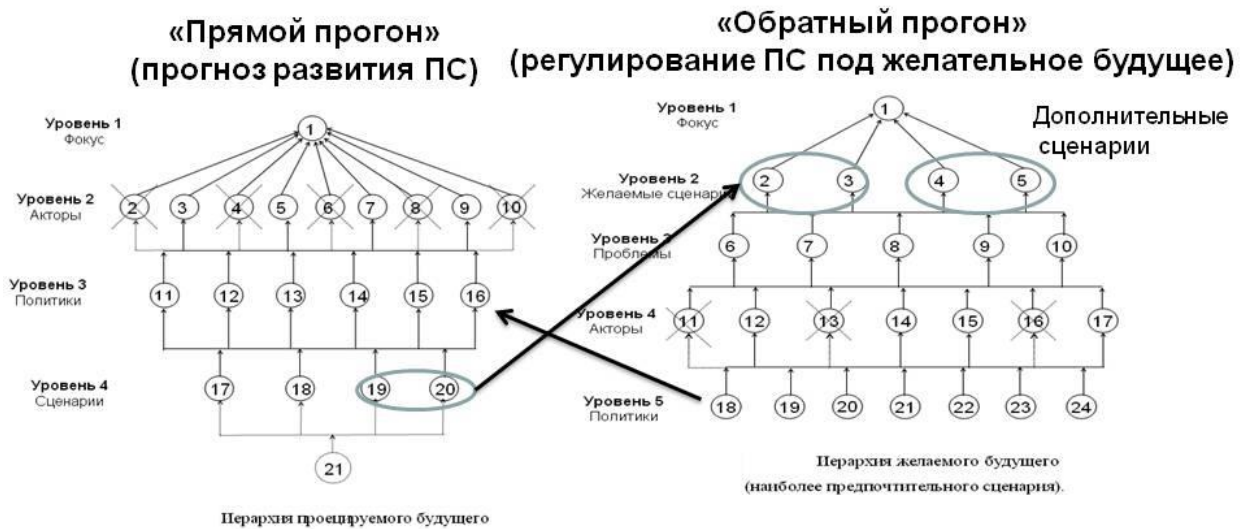 «Прямой прогон»
(прогноз развития ПС)
Уровень 1
Фокус
1
Уровень 2
Акторы
2 3 4 5 6 7 8 9 10
Уровень 3
Политики
11 12 13 14 15 16
Уровень 4
Сценарии
17 18 19 20
21
Иерархия проецируемого будущего
«Обратный прогон»
(регулирование ПС под желательное будущее)
Уровень 1
Фокус
1
Дополнительные
сценарии
Уровень 2
Желаемые сценарии
2 3 4 5
Уровень 3
Проблемы
6 7 8 9 10
Уровень 4
Акторы
11 12 13 14 15 16 17
Уровень 5
Политики
18 19 20 21 22 23 24
Иерархия желаемого будущего
(наиболее предпочтительного сценария).